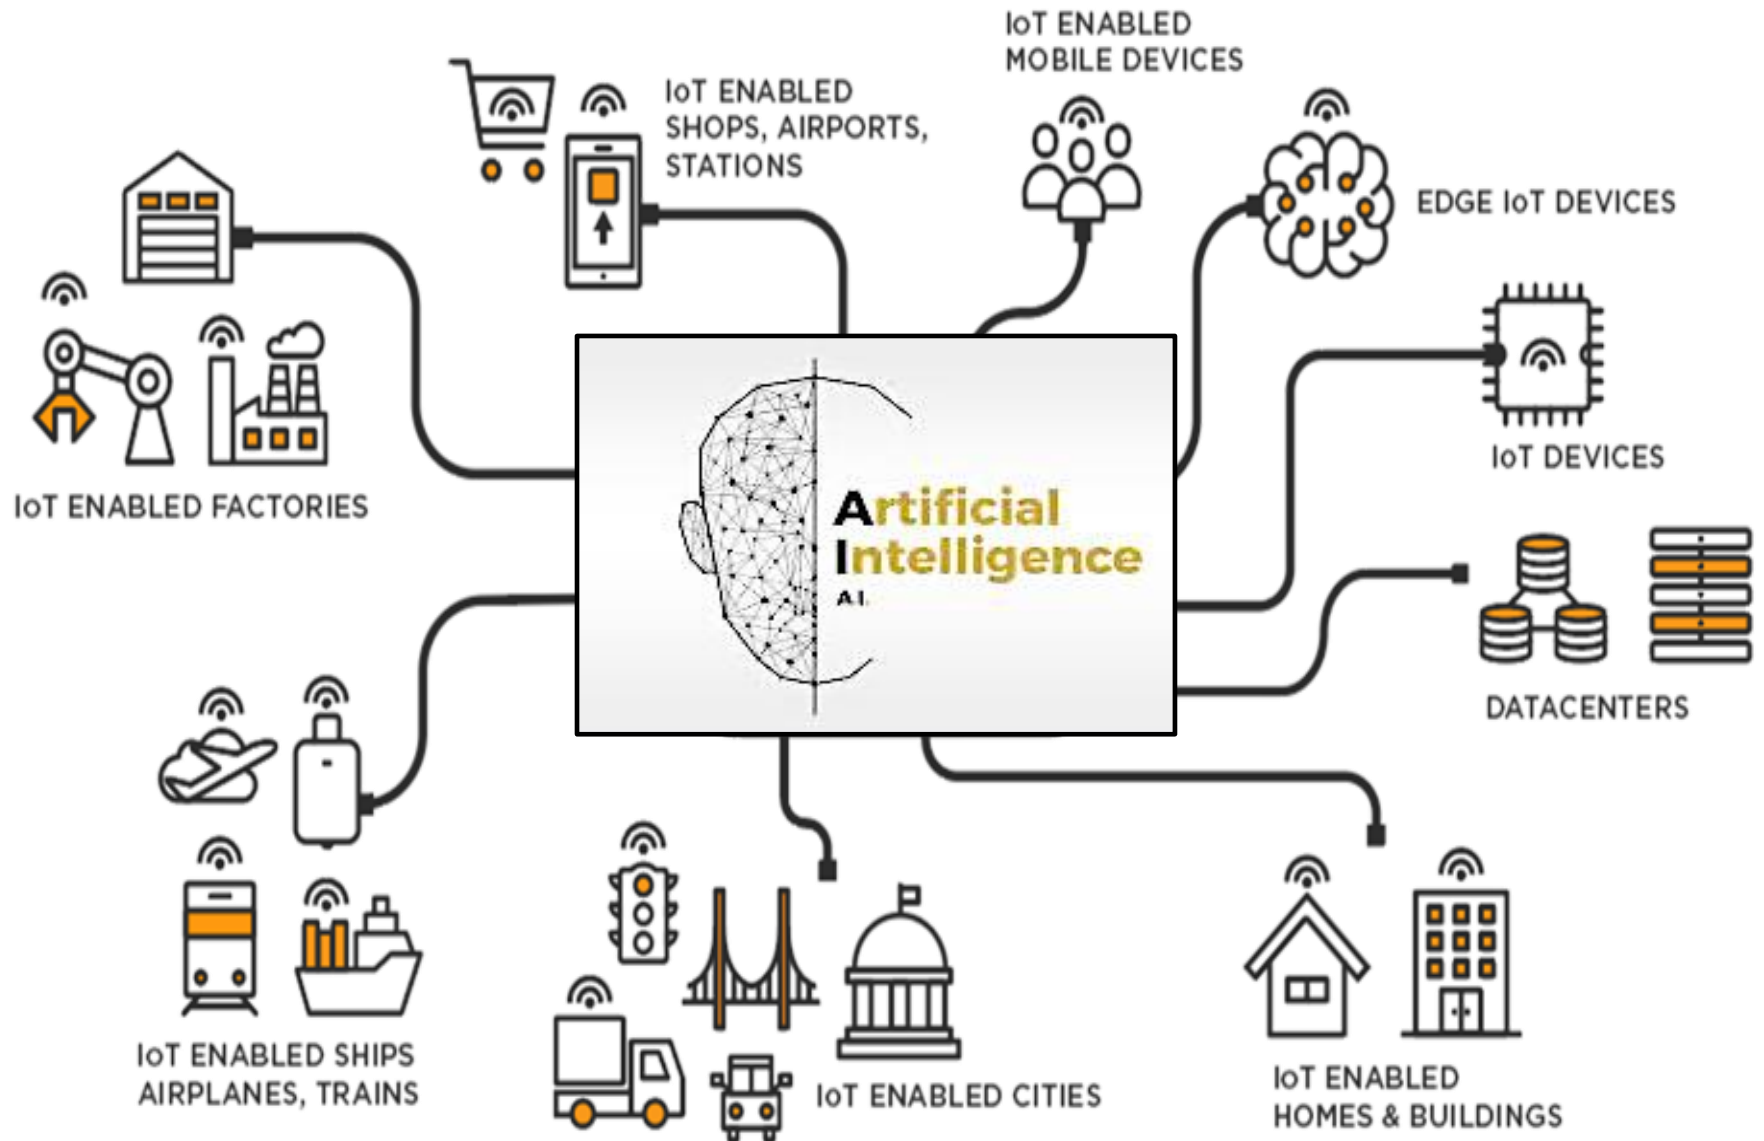 IoT ENABLED
MOBILE DEVICES
IoT ENABLED
SHOPS, AIRPORTS,
STATIONS
EDGE IoT DEVICES
IoT DEVICES
IoT ENABLED FACTORIES
Artificial
Intelligence
A.I.
DATACENTERS
IoT ENABLED SHIPS
AIRPLANES, TRAINS
IoT ENABLED CITIES
IoT ENABLED
HOMES & BUILDINGS